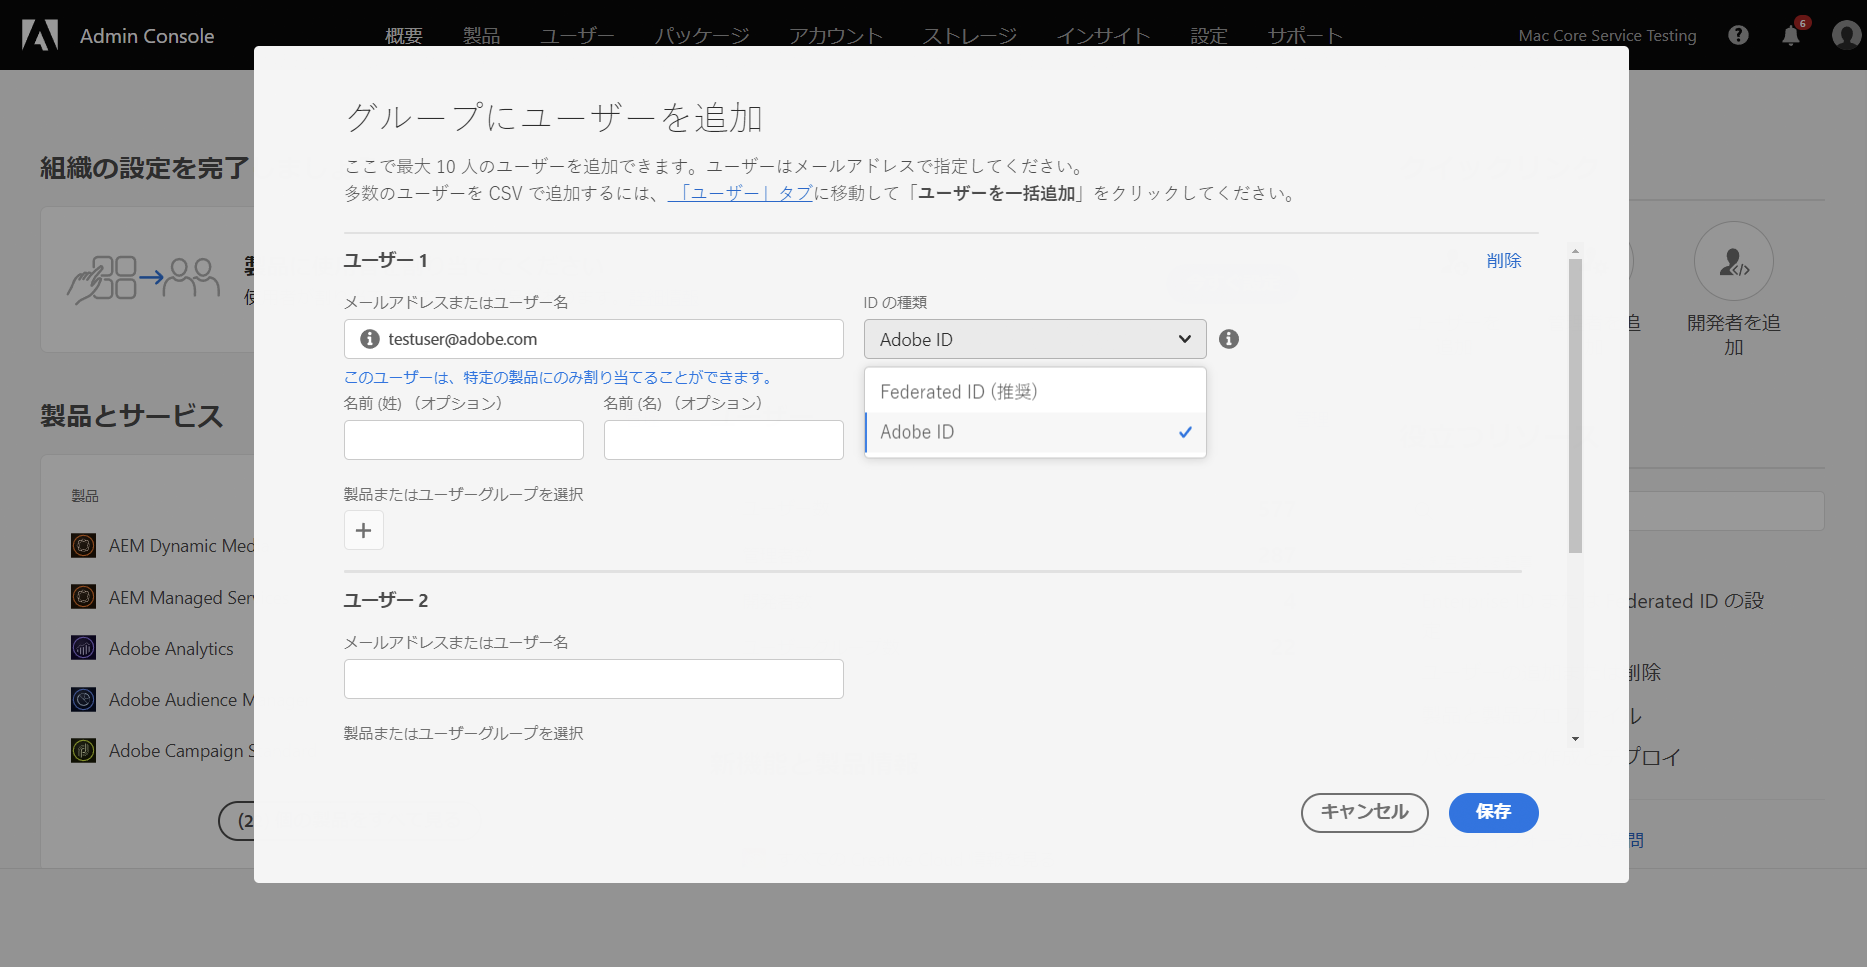 Admin Console 概要 製品 ユーザー パッケージ アカウント ストレージ インサイト 設定 サポート Mac Core Service Testing 6
グループにユーザーを追加
ここで最大 10 人のユーザーを追加できます。ユーザーはメールアドレスで指定してください。
多数のユーザーを CSV で追加するには、「ユーザー」タブに移動して「ユーザーを一括追加」をクリックしてください。
組織の設定を完了
ユーザー 1 削除
メールアドレスまたはユーザー名 ID の種類
testuser@adobe.com Adobe ID
このユーザーは、特定の製品にのみ割り当てることができます。
Federated ID (推奨)
Adobe ID
名前 (姓) (オプション) 名前 (名) (オプション)
製品またはユーザーグループを選択
ユーザー 2
メールアドレスまたはユーザー名
製品またはユーザーグループを選択
キャンセル 保存
使
追
開発者を追
加
製品とサービス
製品
AEM Dynamic Med
AEM Managed Ser
Adobe Analytics
Adobe Audience M
Adobe Campaign S
(2
derated ID の設
削除
ル
プロイ
問